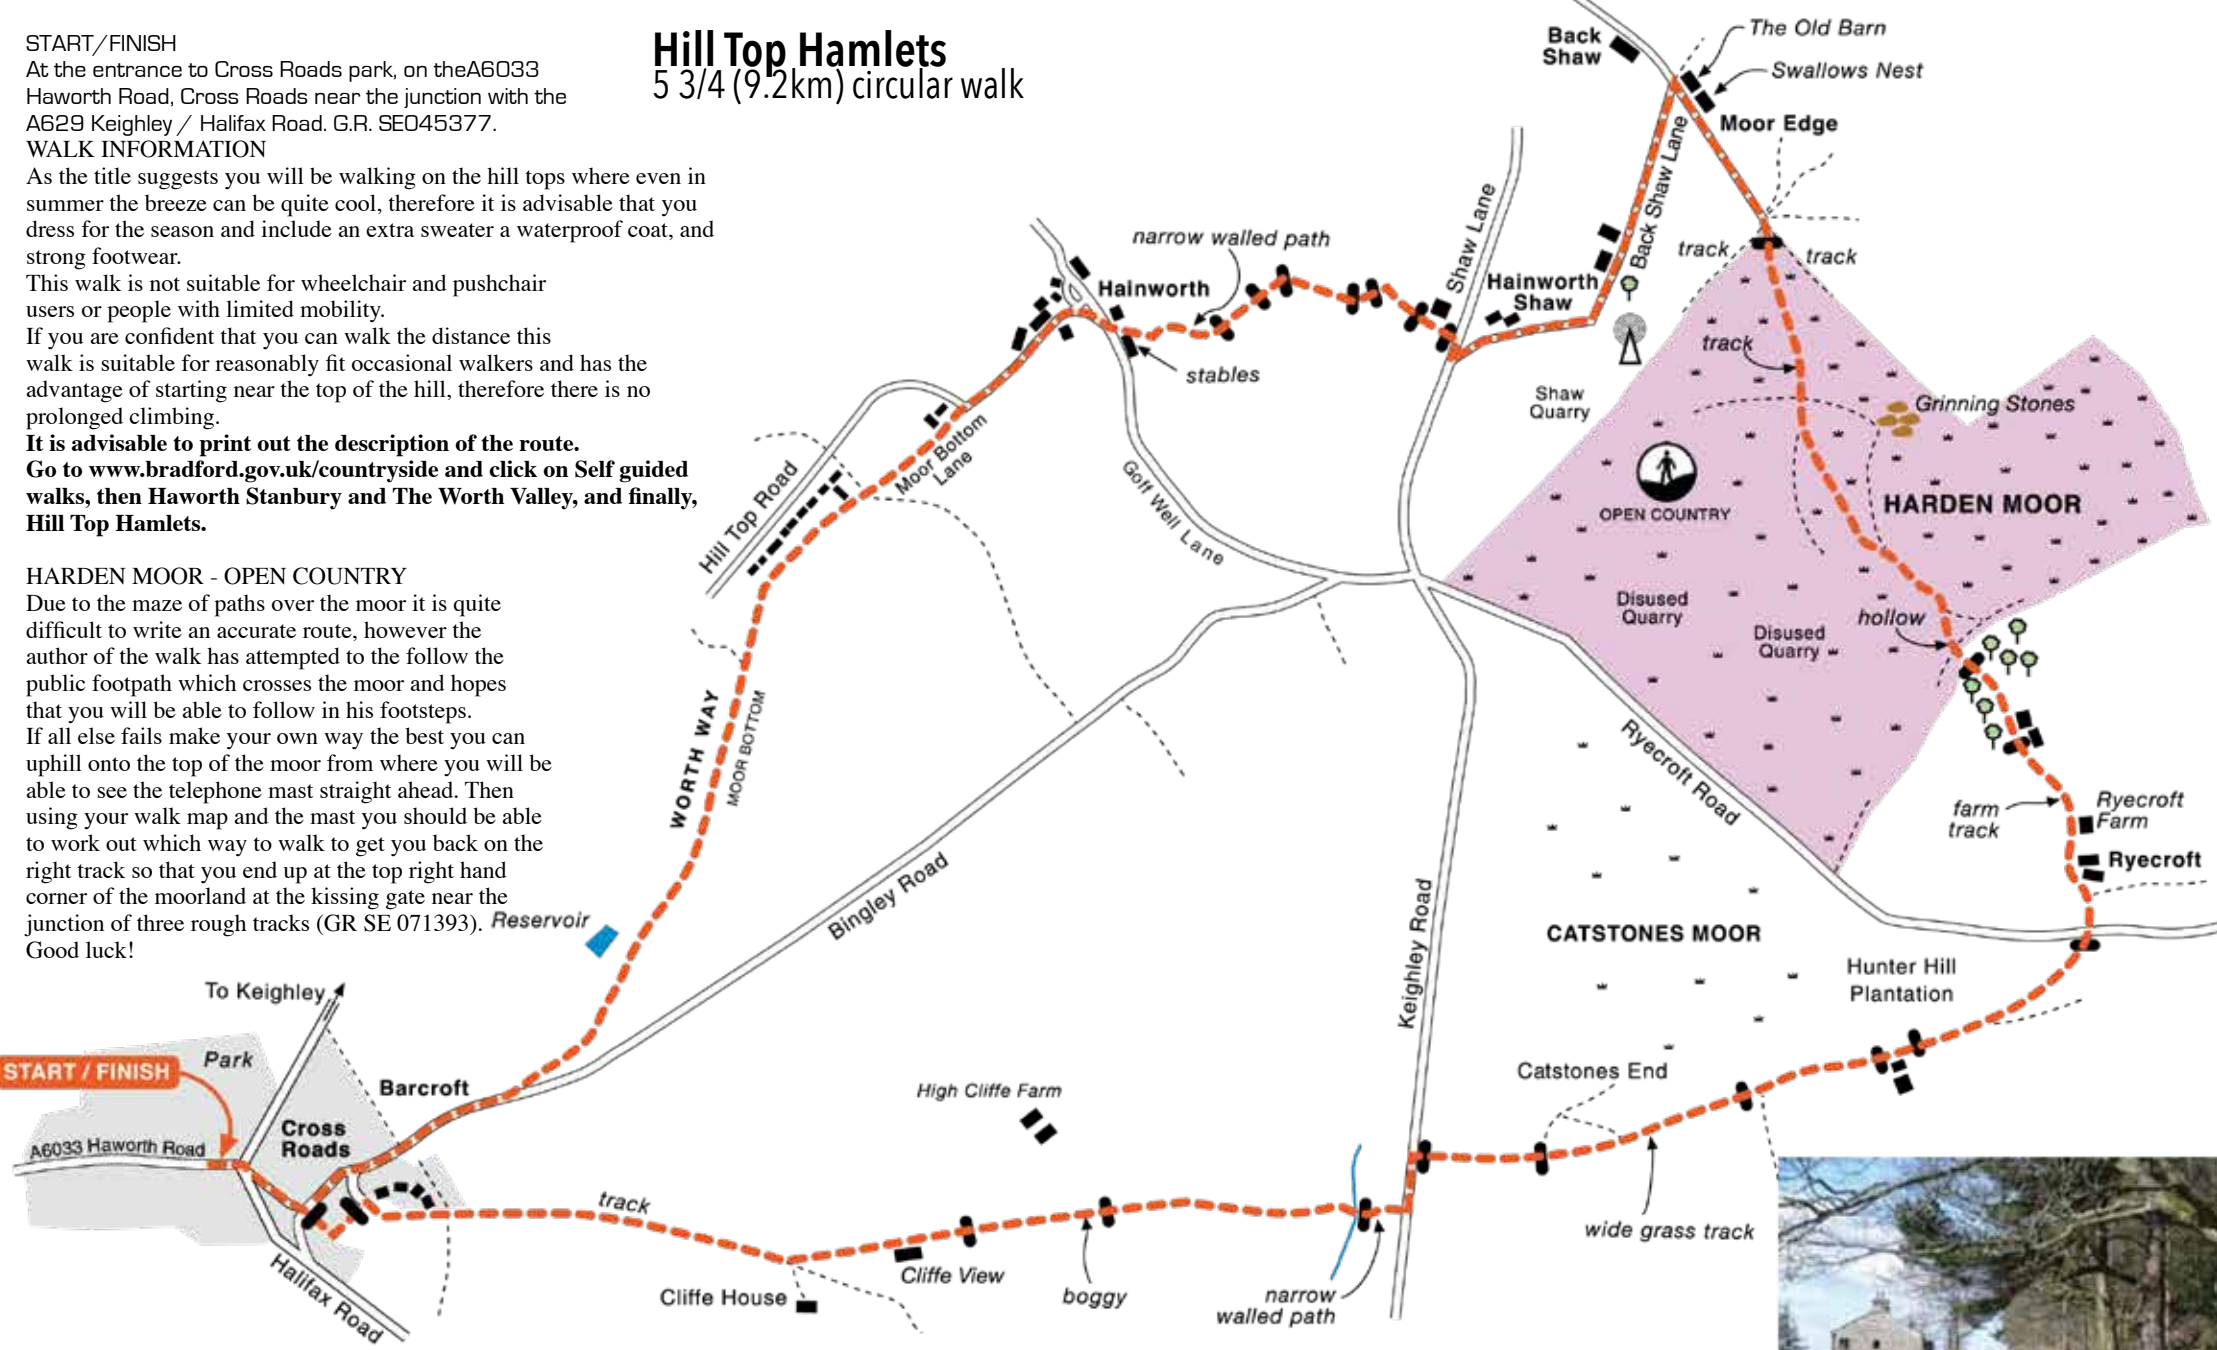 START/FINISH
At the entrance to Cross Roads park, on theA6033
Haworth Road, Cross Roads near the junction with the
A629 Keighley / Halifax Road. G.R. SE045377.
WALK INFORMATION
As the title suggests you will be walking on the hill tops where even in
summer the breeze can be quite cool, therefore it is advisable that you
dress for the season and include an extra sweater a waterproof coat, and
strong footwear.
This walk is not suitable for wheelchair and pushchair
users or people with limited mobility.
If you are confident that you can walk the distance this
walk is suitable for reasonably fit occasional walkers and has the
advantage of starting near the top of the hill, therefore there is no
prolonged climbing.
It is advisable to print out the description of the route.
Go to www.bradford.gov.uk/countryside and click on Self guided
walks, then Haworth Stanbury and The Worth Valley, and finally,
Hill Top Hamlets.
HARDEN MOOR - OPEN COUNTRY
Due to the maze of paths over the moor it is quite
difficult to write an accurate route, however the
author of the walk has attempted to the follow the
public footpath which crosses the moor and hopes
that you will be able to follow in his footsteps.
If all else fails make your own way the best you can
uphill onto the top of the moor from where you will be
able to see the telephone mast straight ahead. Then
using your walk map and the mast you should be able
to work out which way to walk to get you back on the
right track so that you end up at the top right hand
corner of the moorland at the kissing gate near the
junction of three rough tracks (GR SE 071393).
Good luck!
Hill Top Hamlets
5 3/4 (9.2km) circular walk
Back
Shaw
The Old Barn
Swallows Nest
Moor Edge
Back Shaw Lane
Shaw Lane
narrow walled path
Hainworth
stables
Hainworth
Shaw
track
track
track
Shaw
Quarry
Grinning Stones
OPEN COUNTRY
HARDEN MOOR
Moor Bottom
Lane
Hill Top Road
Goff Well Lane
Disused
Quarry
Disused
Quarry
hollow
WORTH WAY
MOOR BOTTOM
Ryecroft Road
farm
track
Ryecroft
Farm
Ryecroft
Reservoir
Bingley Road
Keighley Road
CATSTONES MOOR
Hunter Hill
Plantation
To Keighley
Park
START / FINISH
Barcroft
Cross
Roads
A6033 Haworth Road
High Cliffe Farm
Catstones End
track
wide grass track
Cliffe House
Cliffe View
boggy
narrow
walled path
Halifax Road